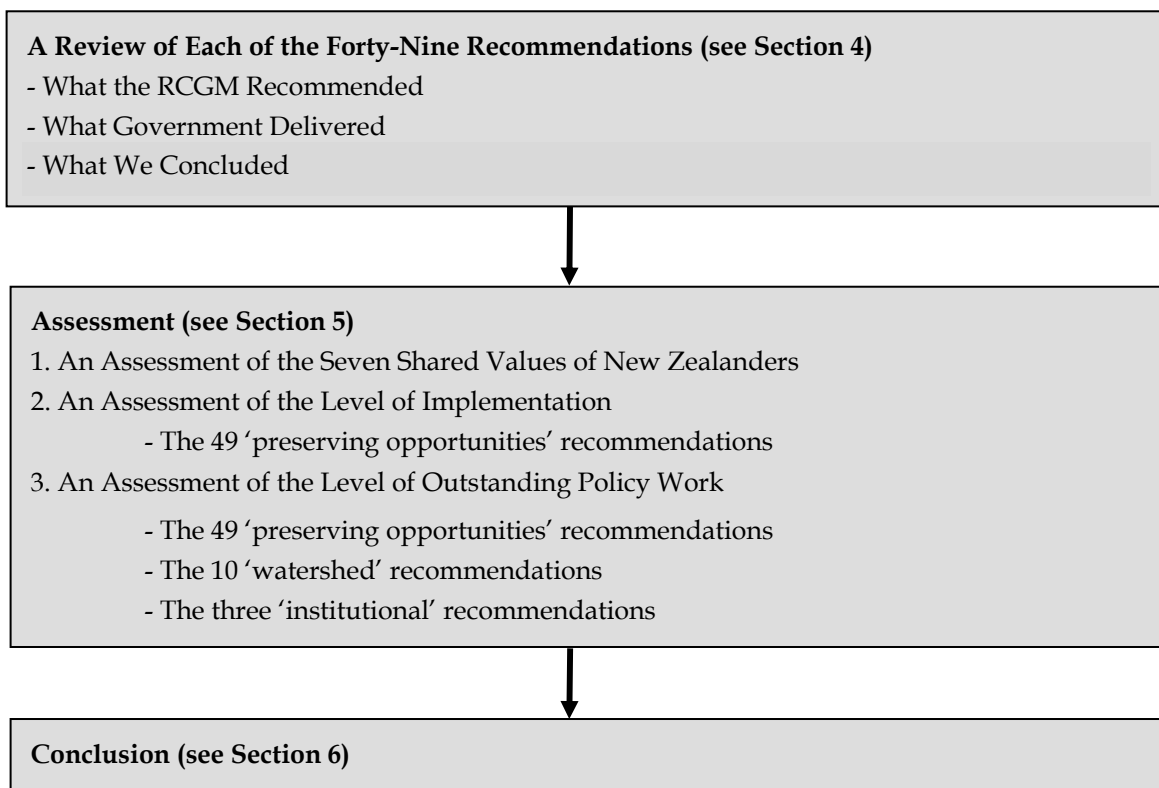 A Review of Each of the Forty-Nine Recommendations (see Section 4)
- What the RCGM Recommended
- What Government Delivered
- What We Concluded
Assessment (see Section 5)
1. An Assessment of the Seven Shared Values of New Zealanders
2. An Assessment of the Level of Implementation
- The 49 ‘preserving opportunities’ recommendations
3. An Assessment of the Level of Outstanding Policy Work
- The 49 ‘preserving opportunities’ recommendations
- The 10 ‘watershed’ recommendations
- The three ‘institutional’ recommendations
Conclusion (see Section 6)